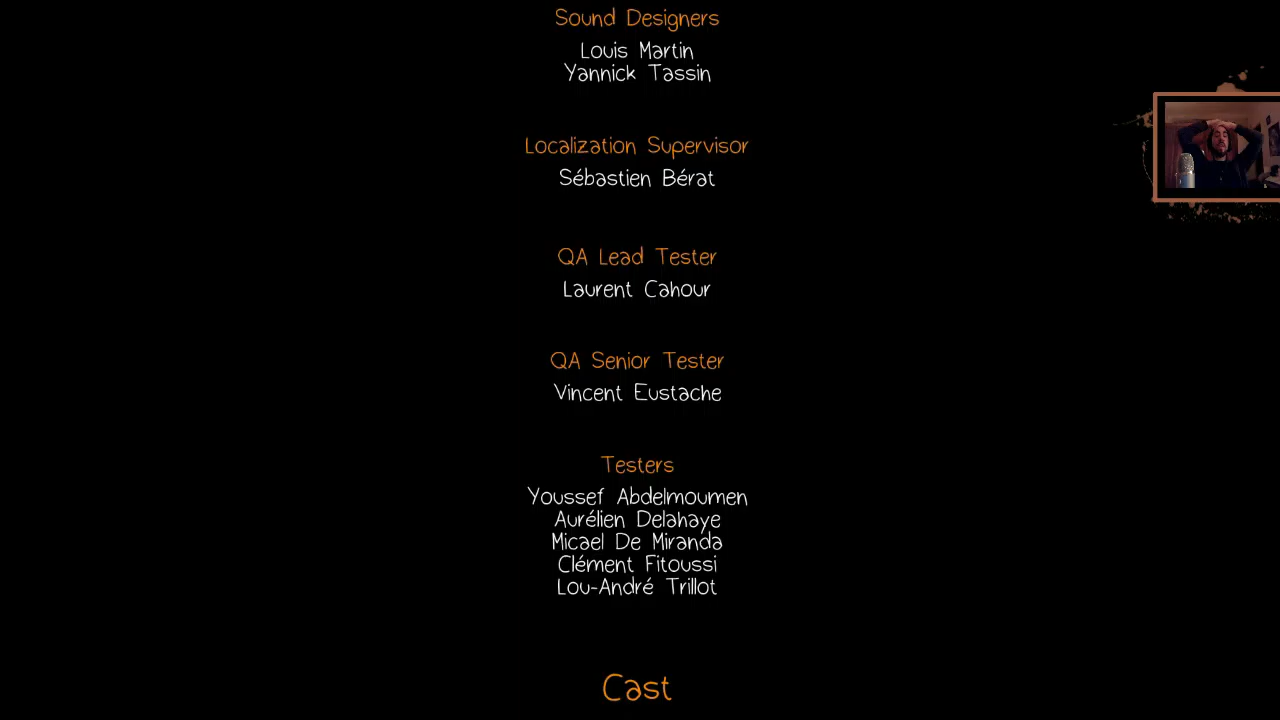 Sound Designers
Louis Martin
Yannick Tassin
Localization Supervisor
Sébastien Bérat
QA Lead Tester
Laurent Cahour
QA Senior Tester
Vincent Eustache
Testers
Youssef Abdelmoumen
Aurélien Delahaye
Micael De Miranda
Clément Fitoussi
Lou-André Trillot
Cast